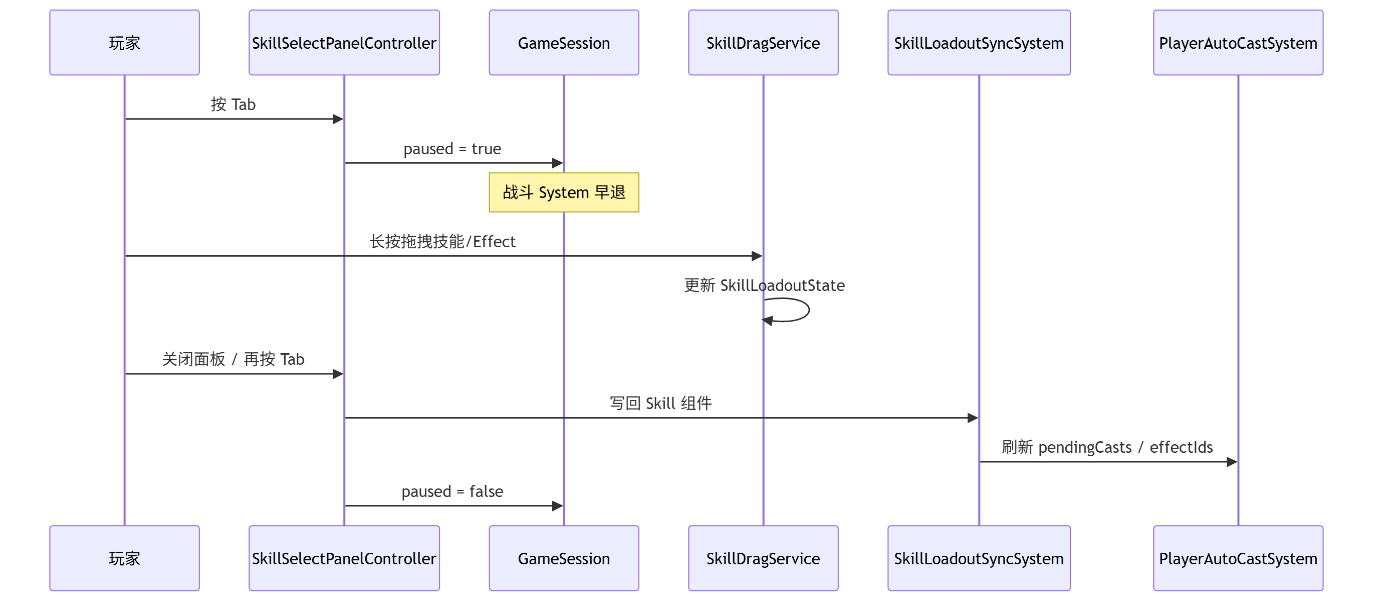 玩家
SkillSelectPanelController
GameSession
SkillDragService
SkillLoadoutSyncSystem
PlayerAutoCastSystem
按 Tab
paused = true
战斗 System 早退
长按拖拽技能/Effect
更新 SkillLoadoutState
关闭面板 / 再按 Tab
写回 Skill 组件
刷新 pendingCasts / effectIds
paused = false
玩家
SkillSelectPanelController
GameSession
SkillDragService
SkillLoadoutSyncSystem
PlayerAutoCastSystem